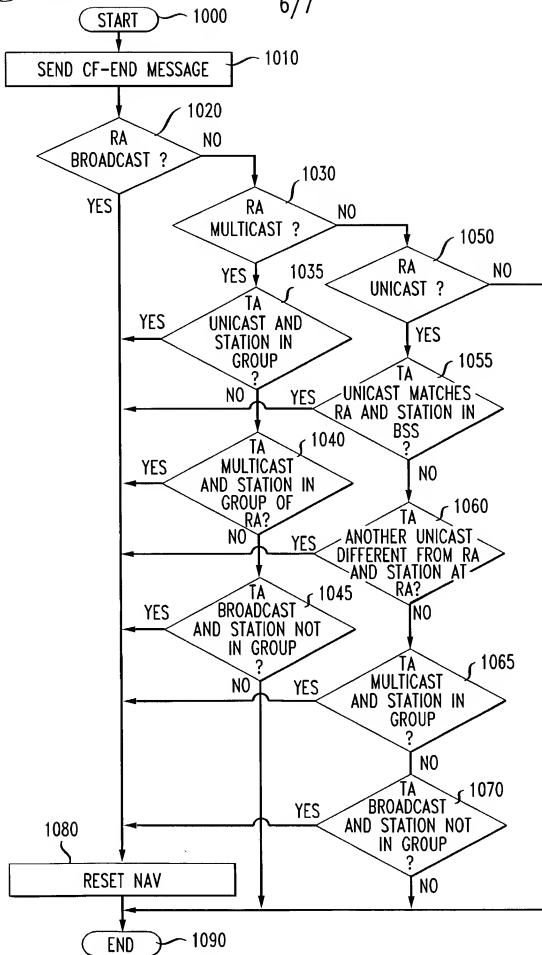 6/7
START
1000
SEND CF-END MESSAGE
1010
1020
RA
BROADCAST ?
NO
YES
1030
RA
MULTICAST ?
NO
YES
1050
RA
UNICAST ?
NO
YES
1035
TA
UNICAST AND
STATION IN
GROUP
?
YES
NO
1055
TA
UNICAST MATCHES
RA AND STATION IN
BSS
?
YES
NO
1040
TA
MULTICAST
AND STATION IN
GROUP OF
RA?
YES
NO
1060
TA
ANOTHER UNICAST
DIFFERENT FROM RA
AND STATION AT
RA?
YES
NO
1045
TA
BROADCAST
AND STATION NOT
IN GROUP
?
YES
NO
1065
TA
MULTICAST
AND STATION IN
GROUP
?
YES
NO
1070
TA
BROADCAST
AND STATION NOT
IN GROUP
?
YES
NO
1080
RESET NAV
END
1090